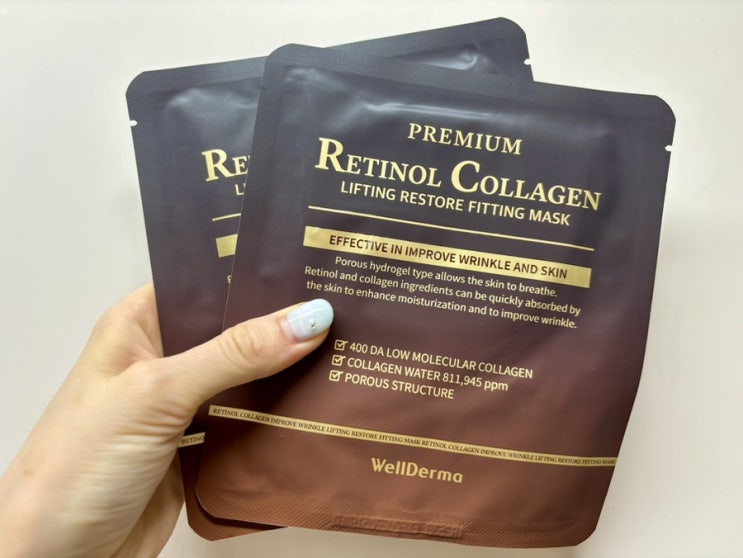 PREMIUM
RETINOL COLLAGEN
LIFTING RESTORE FITTING MASK
EFFECTIVE IN IMPROVE WRINKLE AND SKIN
Porous hydrogel type allows the skin to breathe.
Retinol and collagen ingredients can be quickly absorbed by
the skin to enhance moisturization and to improve wrinkle.
400 DA LOW MOLECULAR COLLAGEN
COLLAGEN WATER 811,945 ppm
POROUS STRUCTURE
RETINOL COLLAGEN IMPROVE WRINKLE LIFTING RESTORE FITTING MASK RETINOL COLLAGEN IMPROVE WRINKLE LIFTING RESTORE FITTING MASK
WellDerma
RE
LI
E
RETINO